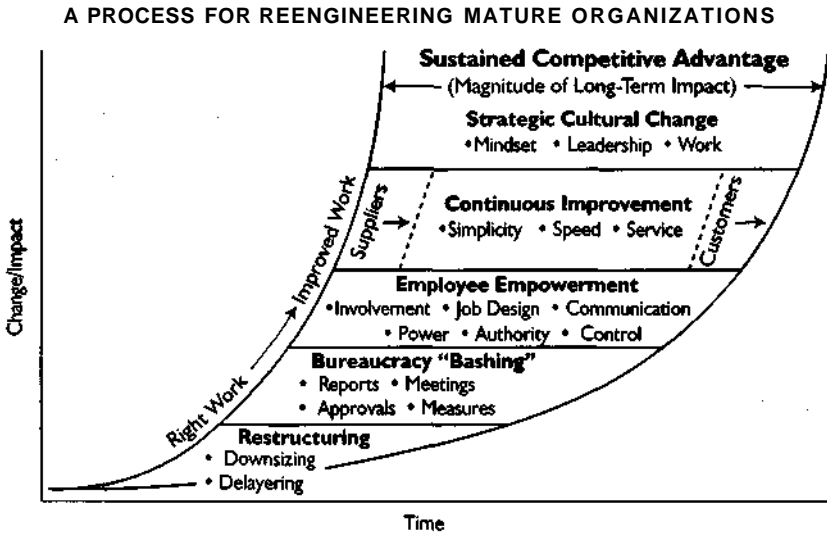 A PROCESS FOR REENGINEERING MATURE ORGANIZATIONS
Sustained Competitive Advantage
(Magnitude of Long-Term Impact)
Strategic Cultural Change
• Mindset • Leadership • Work
Suppliers
Continuous Improvement
• Simplicity • Speed • Service
Customers
Employee Empowerment
• Involvement • Job Design • Communication
• Power • Authority • Control
Bureaucracy "Bashing"
• Reports • Meetings
• Approvals • Measures
Restructuring
• Downsizing
• Delayering
Right Work
Improved Work
Change/Impact
Time